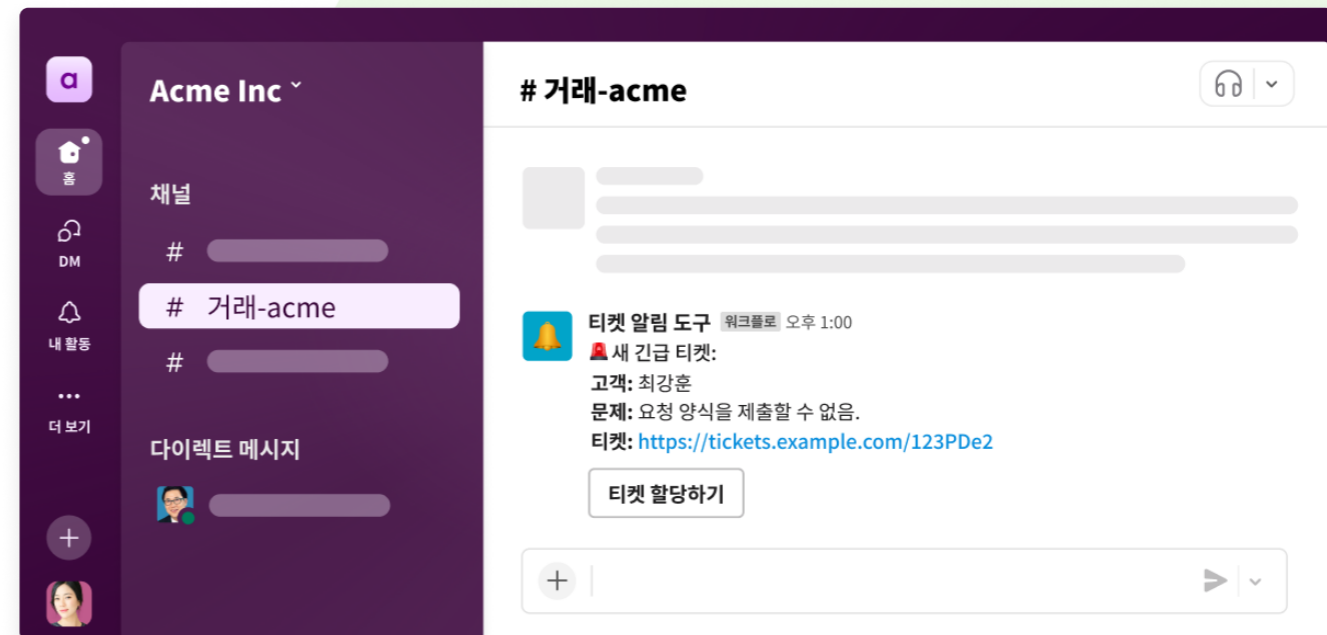 a
Acme Inc
# 거래-acme
홈
채널
DM
#
# 거래-acme
#
내 활동
더 보기
다이렉트 메시지
티켓 알림 도구 워크플로 오후 1:00
새 긴급 티켓:
고객: 최강훈
문제: 요청 양식을 제출할 수 없음.
티켓: https://tickets.example.com/123PDe2
티켓 할당하기